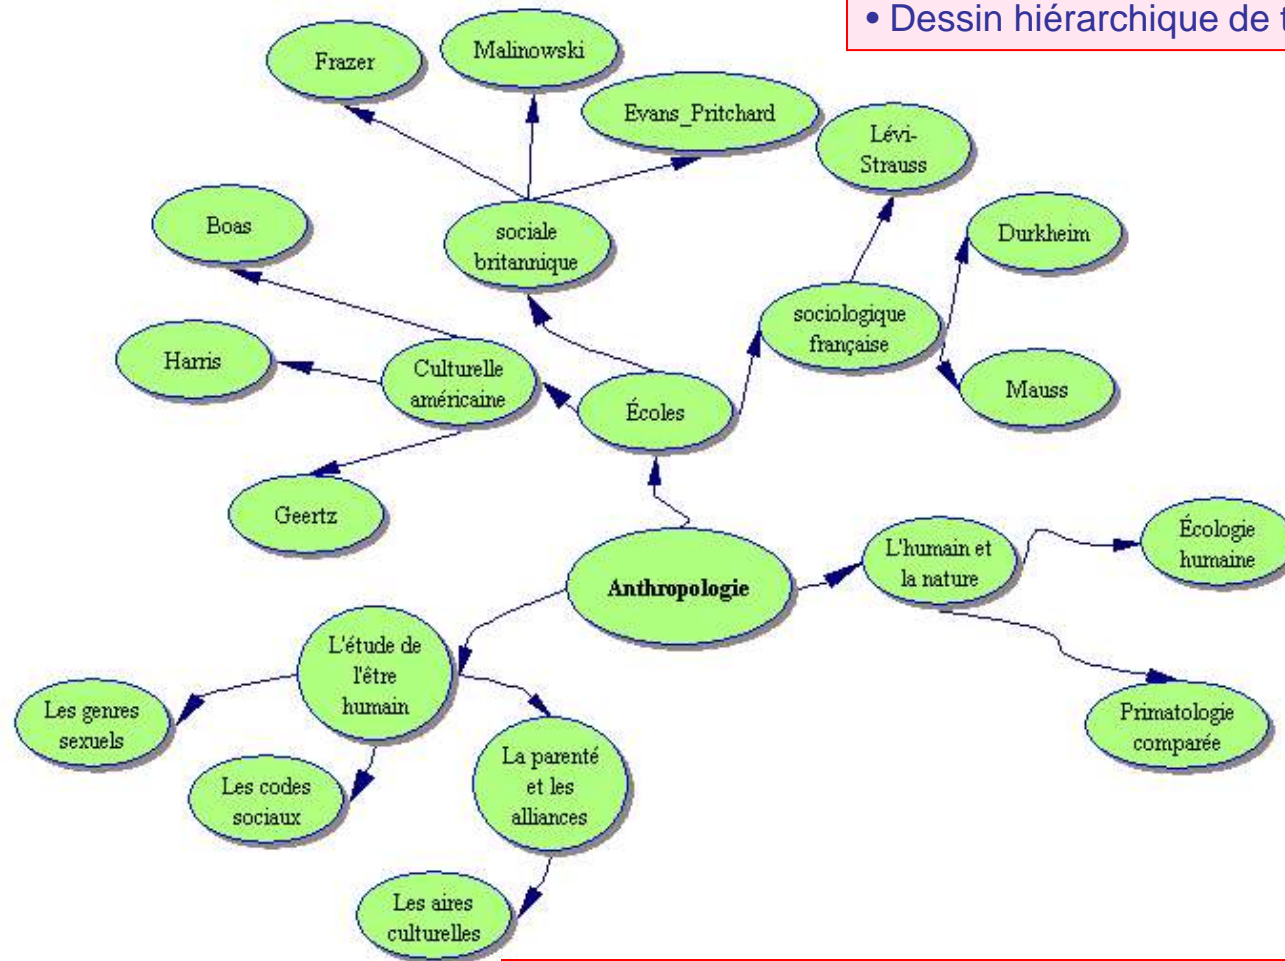 • Dessin hiérarchique de
Frazer
Malinowski
Evans_Pritchard
Lévi-
Strauss
Boas
sociale
britannique
Durkheim
Harris
Culturelle
américaine
Écoles
sociologique
française
Mauss
Geertz
Anthropologie
L'humain et
la nature
Écologie
humaine
Primatologie
comparée
L'étude de
l'être
humain
Les genres
sexuels
Les codes
sociaux
La parenté
et les
alliances
Les aires
culturelles